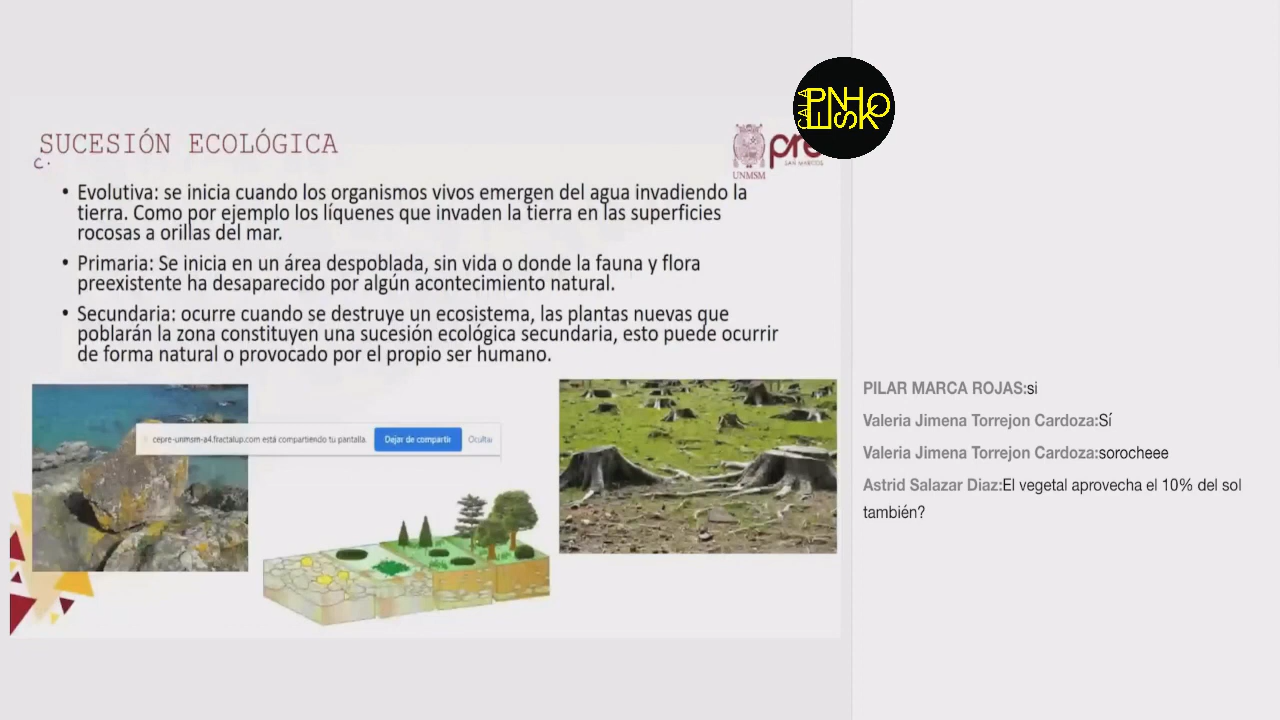 SUCESIÓN ECOLÓGICA
c.
• Evolutiva: se inicia cuando los organismos vivos emergen del agua invadiendo la
tierra. Como por ejemplo los líquenes que invaden la tierra en las superficies
rocosas a orillas del mar.
• Primaria: Se inicia en un área despoblada, sin vida o donde la fauna y flora
preexistente ha desaparecido por algún acontecimiento natural.
• Secundaria: ocurre cuando se destruye un ecosistema, las plantas nuevas que
poblarán la zona constituyen una sucesión ecológica secundaria, esto puede ocurrir
de forma natural o provocado por el propio ser humano.
UNMSM
pre
SAN MARCOS
cepre-unmsm-a4.fractalup.com está compartiendo tu pantalla.
Dejar de compartir
Ocultar
PILAR MARCA ROJAS:si
Valeria Jimena Torrejon Cardoza:Sí
Valeria Jimena Torrejon Cardoza:sorocheee
Astrid Salazar Diaz:El vegetal aprovecha el 10% del sol
también?